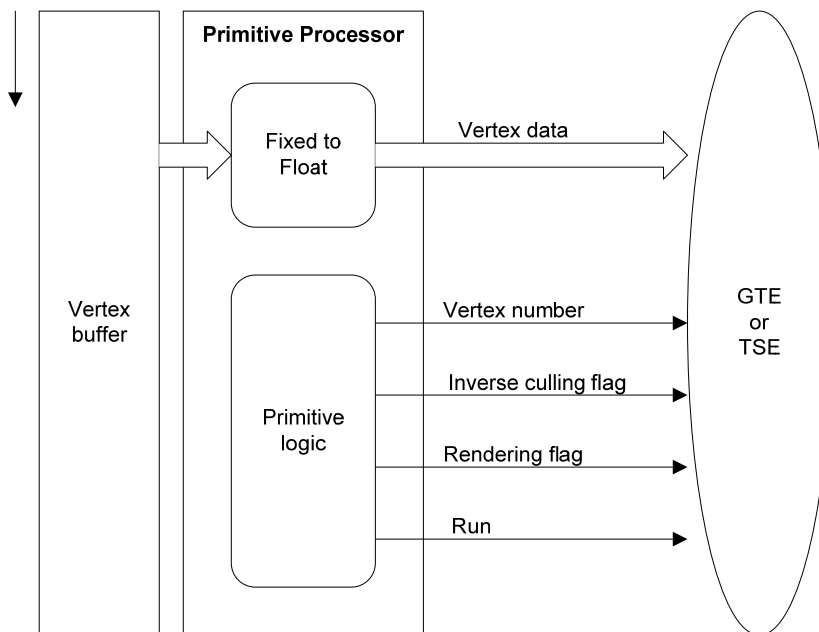 Primitive Processor
Fixed to
Float
Vertex data
Vertex
buffer
Primitive
logic
Vertex number
Inverse culling flag
Rendering flag
Run
GTE
or
TSE